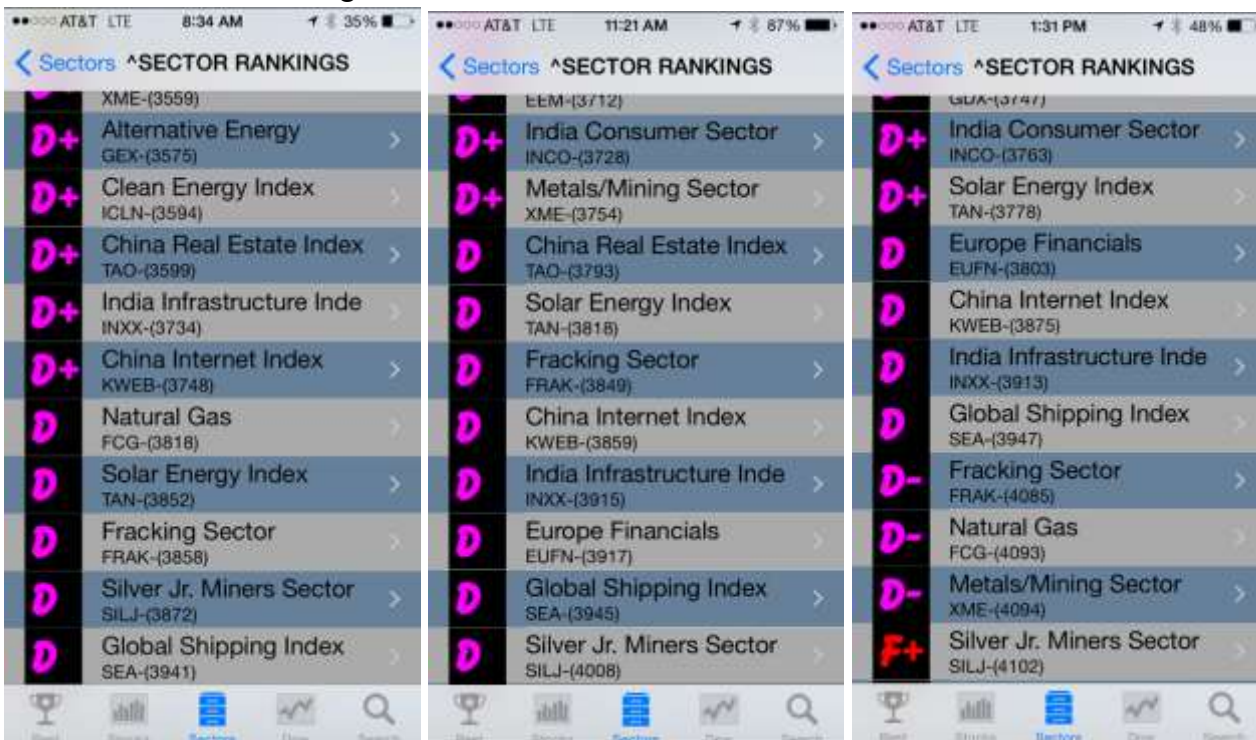 AT&T LTE 8:34 AM 35%
Sectors ^SECTOR RANKINGS
XME-(3559)
D+ Alternative Energy
GEX-(3575)
D+ Clean Energy Index
ICLN-(3594)
D+ China Real Estate Index
TAO-(3599)
D+ India Infrastructure Inde
INXX-(3734)
D+ China Internet Index
KWEB-(3748)
D Natural Gas
FCG-(3818)
D Solar Energy Index
TAN-(3852)
D Fracking Sector
FRAK-(3858)
D Silver Jr. Miners Sector
SILJ-(3872)
D Global Shipping Index
SEA-(3941)
AT&T LTE 11:21 AM 87%
Sectors ^SECTOR RANKINGS
EEM-(3712)
D+ India Consumer Sector
INCO-(3728)
D+ Metals/Mining Sector
XME-(3754)
D China Real Estate Index
TAO-(3793)
D Solar Energy Index
TAN-(3818)
D Fracking Sector
FRAK-(3849)
D China Internet Index
KWEB-(3859)
D India Infrastructure Inde
INXX-(3915)
D Europe Financials
EUFN-(3917)
D Global Shipping Index
SEA-(3945)
D Silver Jr. Miners Sector
SILJ-(4008)
AT&T LTE 1:31 PM 48%
Sectors ^SECTOR RANKINGS
GDX-(3747)
D+ India Consumer Sector
INCO-(3763)
D+ Solar Energy Index
TAN-(3778)
D Europe Financials
EUFN-(3803)
D China Internet Index
KWEB-(3875)
D India Infrastructure Inde
INXX-(3913)
D Global Shipping Index
SEA-(3947)
D- Fracking Sector
FRAK-(4085)
D- Natural Gas
FCG-(4093)
D- Metals/Mining Sector
XME-(4094)
F+ Silver Jr. Miners Sector
SILJ-(4102)